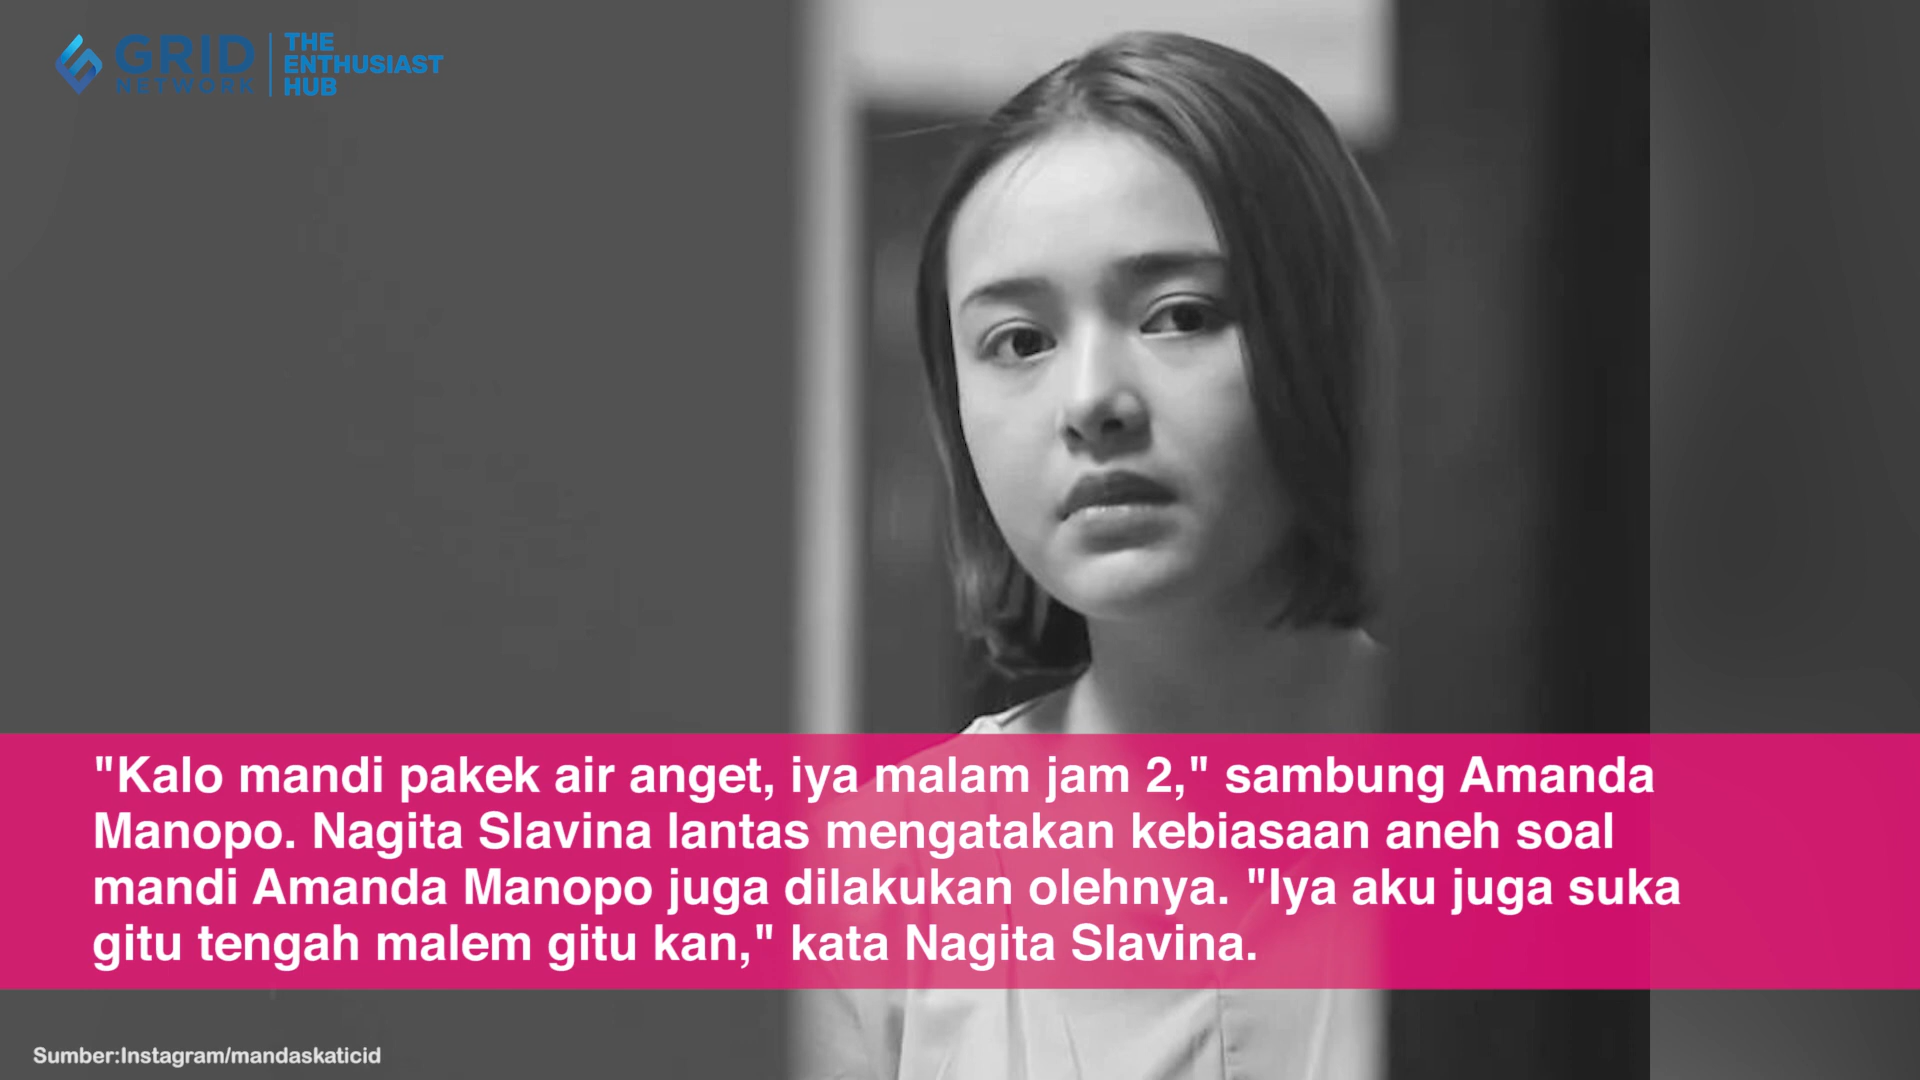 GRID
NETWORK
THE
ENTHUSIAST
HUB
"Kalo mandi pakek air anget, iya malam jam 2," sambung Amanda
Manopo. Nagita Slavina lantas mengatakan kebiasaan aneh soal
mandi Amanda Manopo juga dilakukan olehnya. "Iya aku juga suka
gitu tengah malem gitu kan," kata Nagita Slavina.
Sumber:Instagram/mandaskaticid